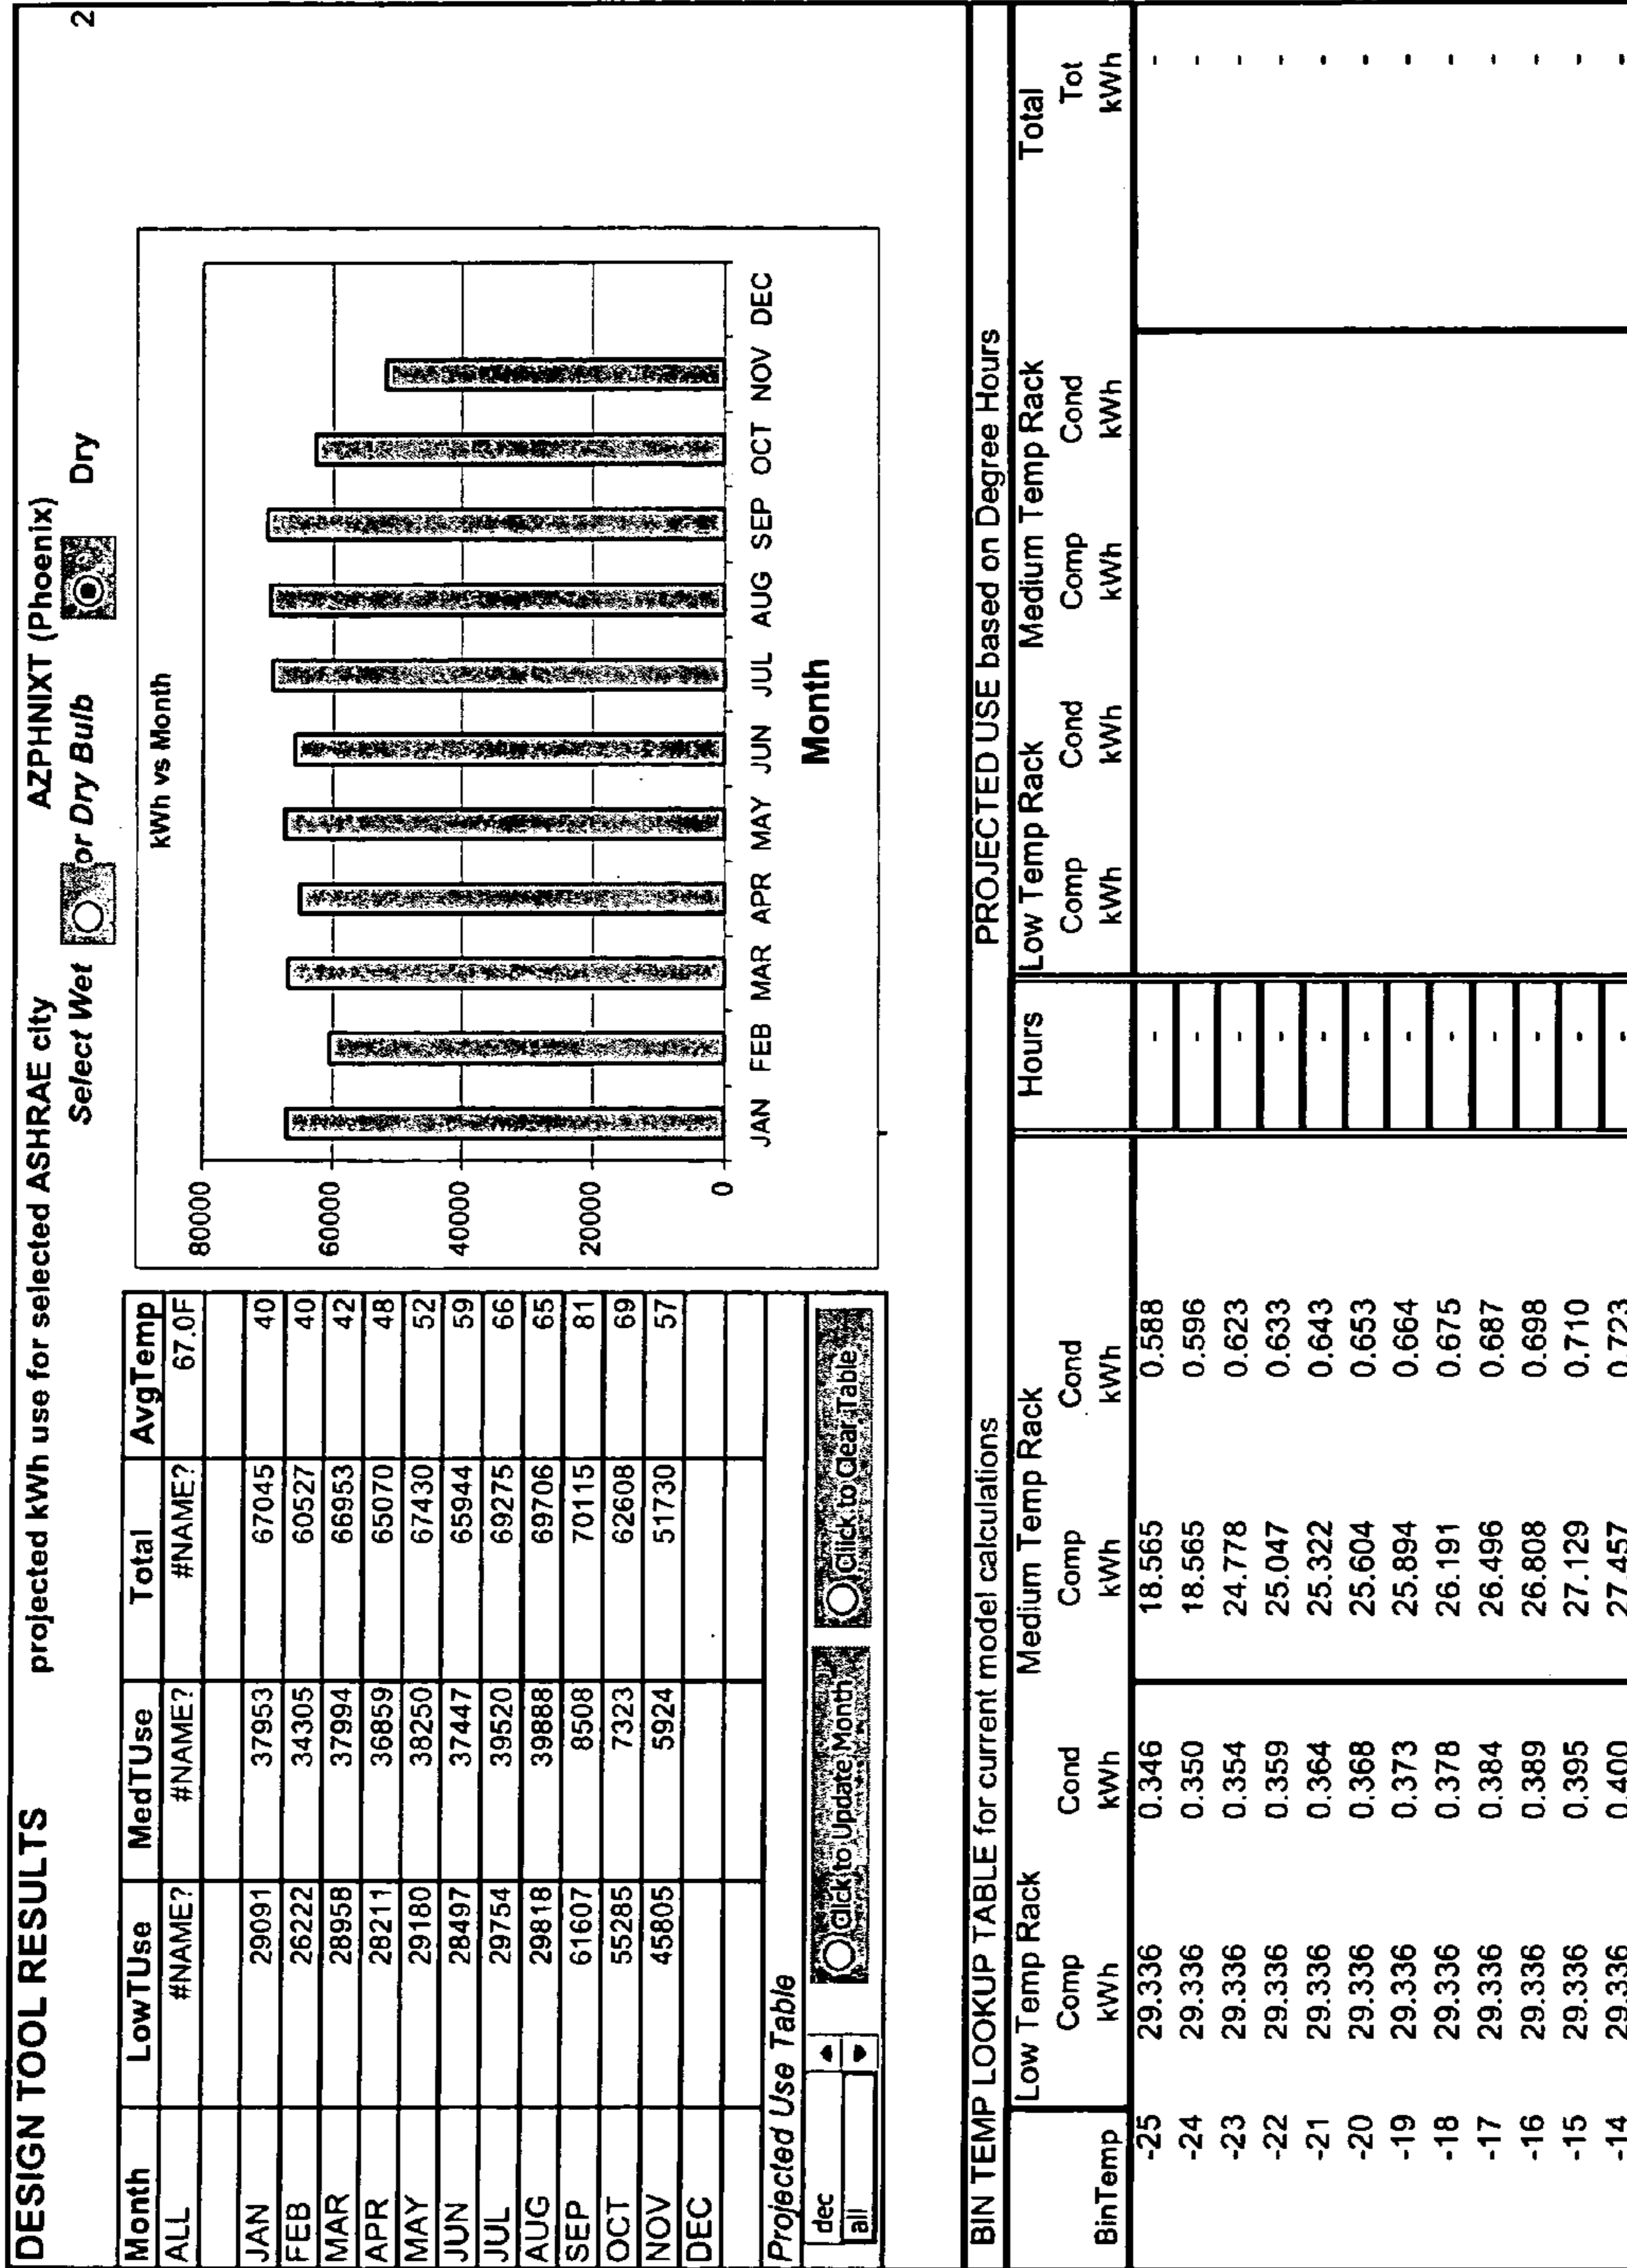 DESIGN TOOL RESULTS projected kWh use for selected ASHRAE city AZPHNIXT (Phoenix) 2
Select Wet or Dry Bulb Dry
Month LowTUse MedTUse Total AvgTemp
ALL #NAME? #NAME? #NAME? 67.0F
JAN 29091 37953 67045 40
FEB 26222 34305 60527 40
MAR 28958 37994 66953 42
APR 28211 36859 65070 48
MAY 29180 38250 67430 52
JUN 28497 37447 65944 59
JUL 29754 39520 69275 66
AUG 29818 39888 69706 65
SEP 61607 8508 70115 81
OCT 55285 7323 62608 69
NOV 45805 5924 51730 57
DEC
Projected Use Table
dec
all
Click to Update Month
Click to Clear Table
kWh vs Month
80000
60000
40000
20000
0
JAN FEB MAR APR MAY JUN JUL AUG SEP OCT NOV DEC
Month
BIN TEMP LOOKUP TABLE for current model calculations PROJECTED USE based on Degree Hours
Low Temp Rack Medium Temp Rack Hours Low Temp Rack Medium Temp Rack Total
Comp Cond Comp Cond Comp Cond Comp Cond Tot
BinTemp kWh kWh kWh kWh kWh kWh kWh kWh kWh
-25 29.336 0.346 18.565 0.588 - -
-24 29.336 0.350 18.565 0.596 - -
-23 29.336 0.354 24.778 0.623 - -
-22 29.336 0.359 25.047 0.633 - -
-21 29.336 0.364 25.322 0.643 - -
-20 29.336 0.368 25.604 0.653 - -
-19 29.336 0.373 25.894 0.664 - -
-18 29.336 0.378 26.191 0.675 - -
-17 29.336 0.384 26.496 0.687 - -
-16 29.336 0.389 26.808 0.698 - -
-15 29.336 0.395 27.129 0.710 - -
-14 29.336 0.400 27.457 0.723 - -